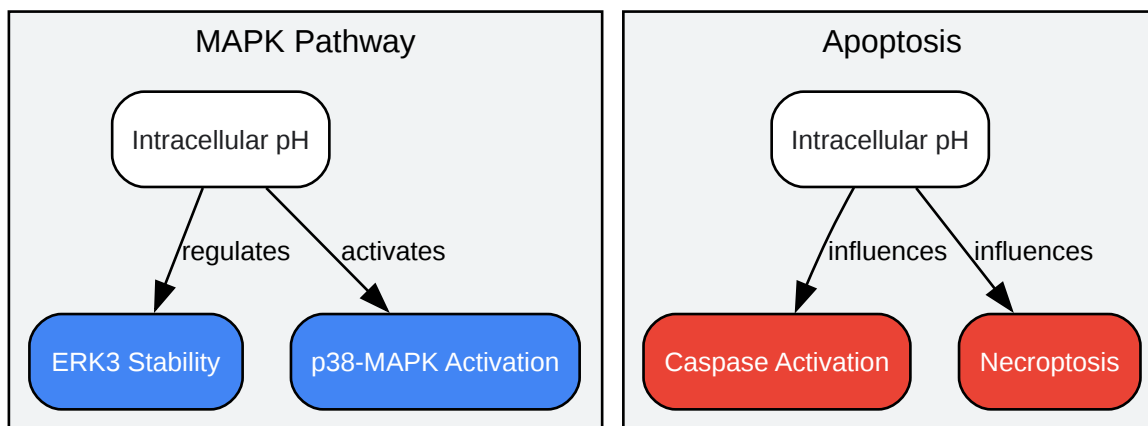 MAPK Pathway
Intracellular pH
regulates
activates
ERK3 Stability
p38-MAPK Activation
Apoptosis
Intracellular pH
influences
influences
Caspase Activation
Necroptosis